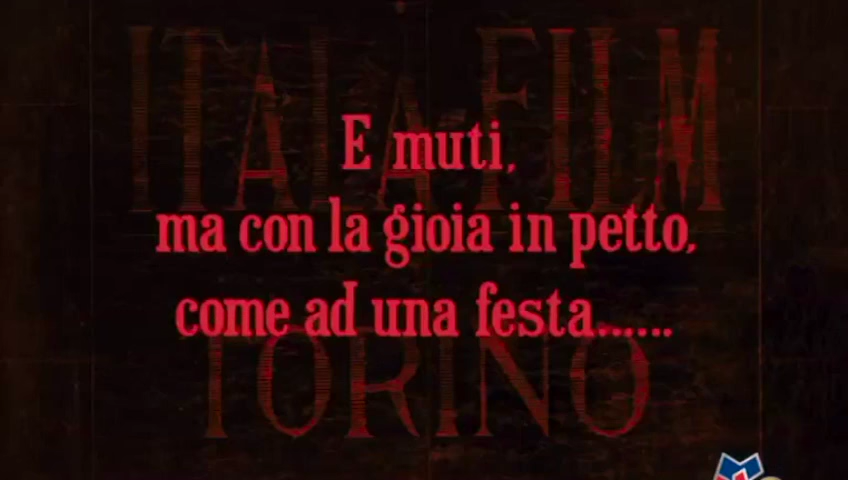 ITALA-FILM
E muti,
ma con la gioia in petto,
come ad una festa......
TORINO